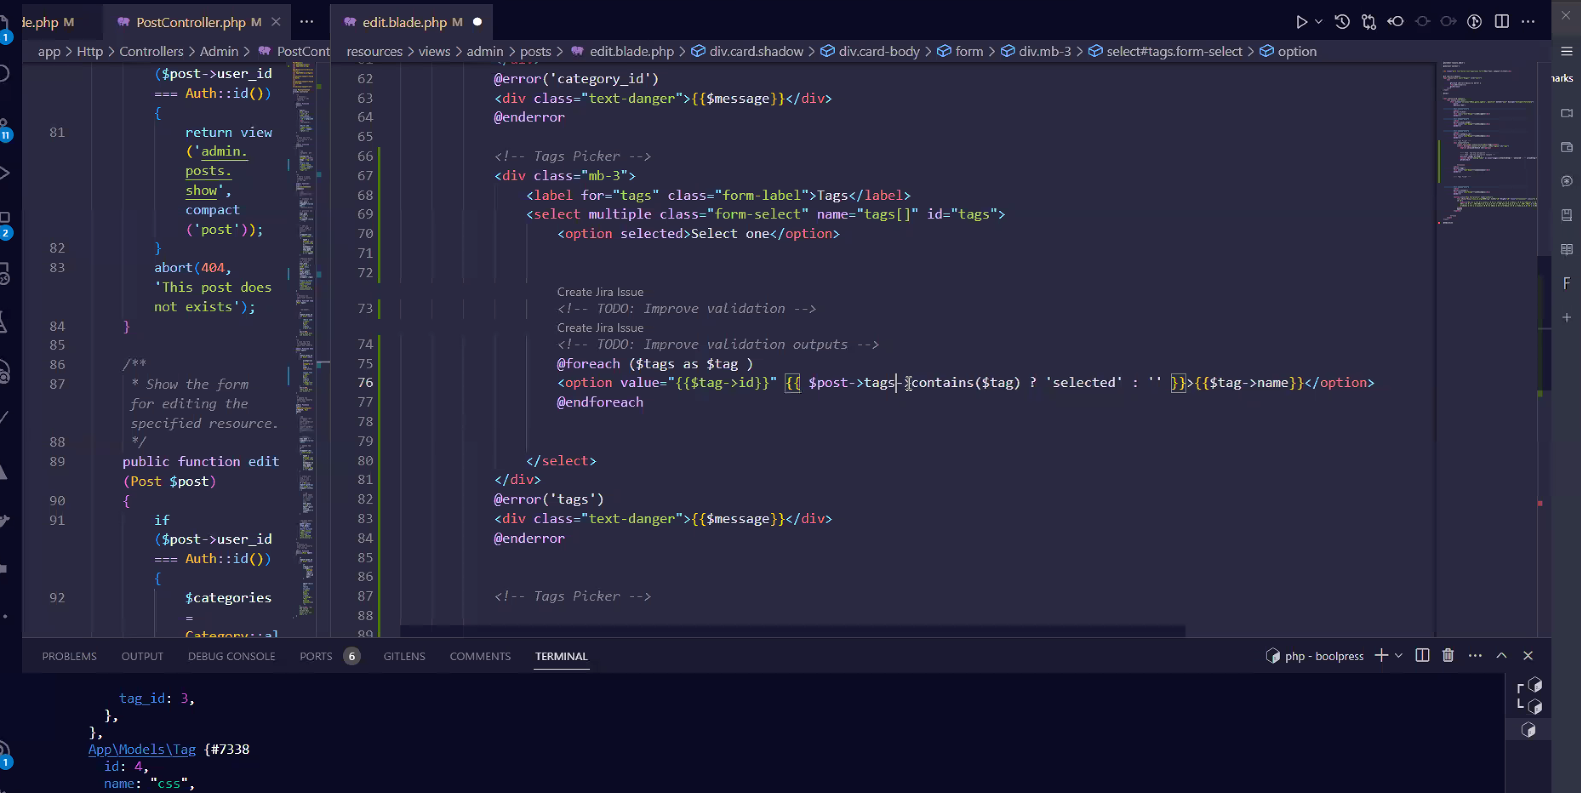 de.php M
PostController.php M
edit.blade.php M
app > Http > Controllers > Admin > PostCont
resources > views > admin > posts > edit.blade.php > div.card.shadow > div.card-body > form > div.mb-3 > select#tags.form-select > option
($post->user_id
=== Auth::id())
{
81 return view
('admin.
posts.
show',
compact
('post'));
82 }
83 abort(404,
'This post does
not exists');
84 }
85
86 /**
87 * Show the form
for editing the
specified resource.
88 */
89 public function edit
(Post $post)
90 {
91 if
($post->user_id
=== Auth::id())
{
92 $categories
=
Category::al
62 @error('category_id')
63 <div class="text-danger">{{$message}}</div>
64 @enderror
65
66 <!-- Tags Picker -->
67 <div class="mb-3">
68 <label for="tags" class="form-label">Tags</label>
69 <select multiple class="form-select" name="tags[]" id="tags">
70 <option selected>Select one</option>
71
72
Create Jira Issue
73 <!-- TODO: Improve validation -->
Create Jira Issue
74 <!-- TODO: Improve validation outputs -->
75 @foreach ($tags as $tag )
76 <option value="{{$tag->id}}" {{ $post->tags->contains($tag) ? 'selected' : '' }}>{{$tag->name}}</option>
77 @endforeach
78
79
80 </select>
81 </div>
82 @error('tags')
83 <div class="text-danger">{{$message}}</div>
84 @enderror
85
86
87 <!-- Tags Picker -->
88
89
marks
F
1
11
2
1
PROBLEMS OUTPUT DEBUG CONSOLE PORTS 6 GITLENS COMMENTS TERMINAL
php - boolpress
tag_id: 3,
},
},
App\Models\Tag {#7338
id: 4,
name: "css",